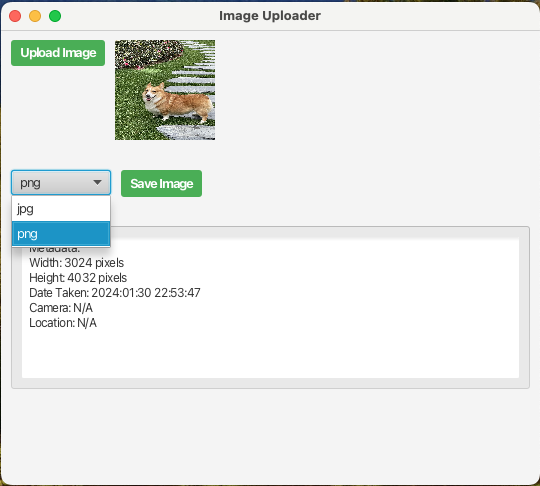 Image Uploader
Upload Image
png
Save Image
jpg
png
Metadata:
Width: 3024 pixels
Height: 4032 pixels
Date Taken: 2024:01:30 22:53:47
Camera: N/A
Location: N/A